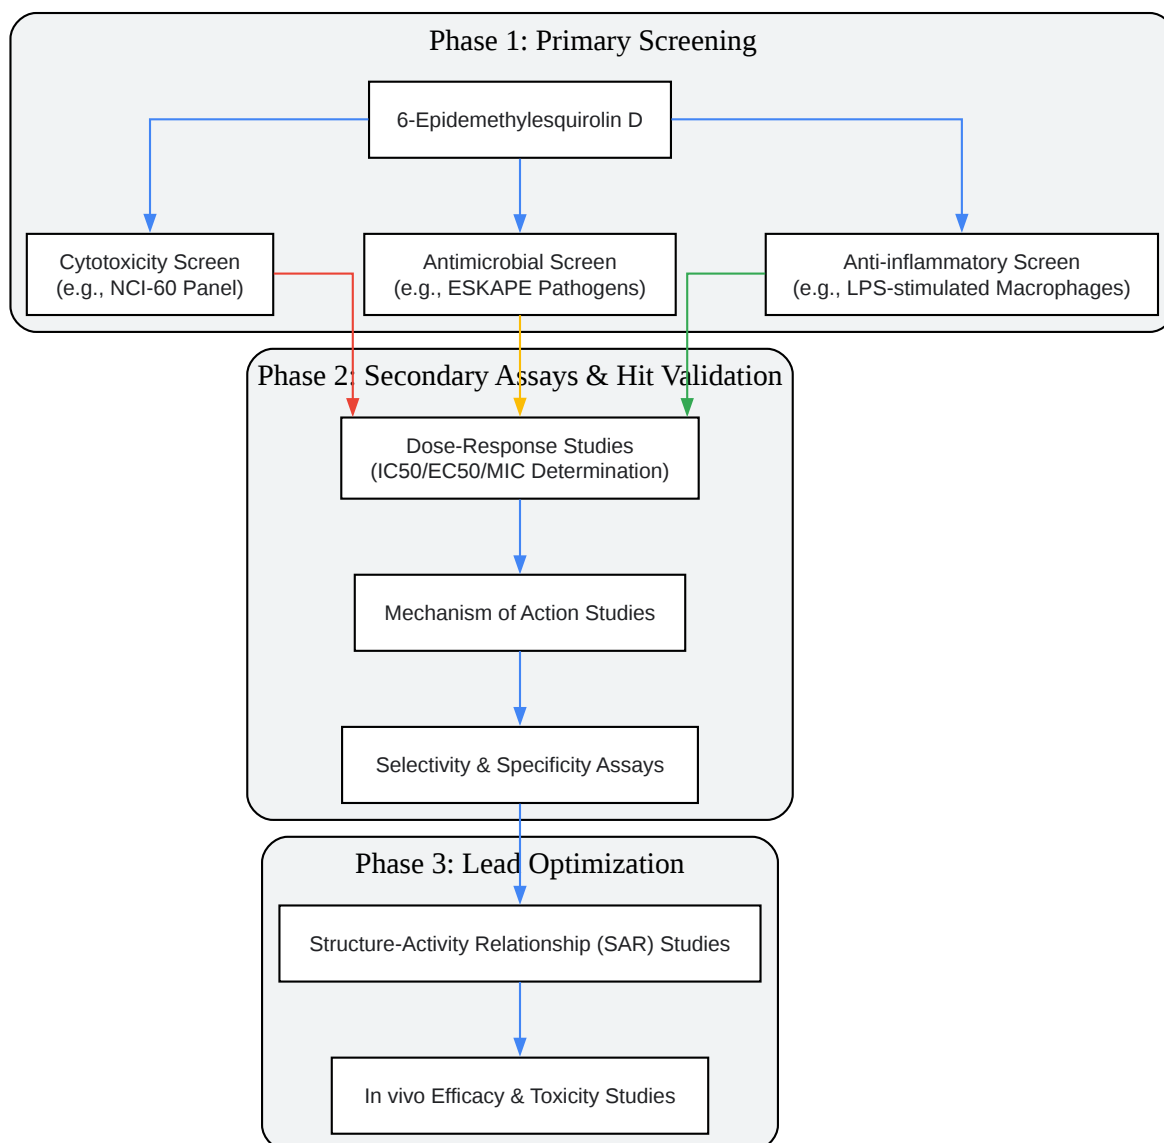 Phase 1: Primary Screening
6-Epidemethylesquirolin D
Cytotoxicity Screen
(e.g., NCI-60 Panel)
Antimicrobial Screen
(e.g., ESKAPE Pathogens)
Anti-inflammatory Screen
(e.g., LPS-stimulated Macrophages)
Phase 2: Secondary Assays & Hit Validation
Dose-Response Studies
(IC50/EC50/MIC Determination)
Mechanism of Action Studies
Selectivity & Specificity Assays
Phase 3: Lead Optimization
Structure-Activity Relationship (SAR) Studies
In vivo Efficacy & Toxicity Studies